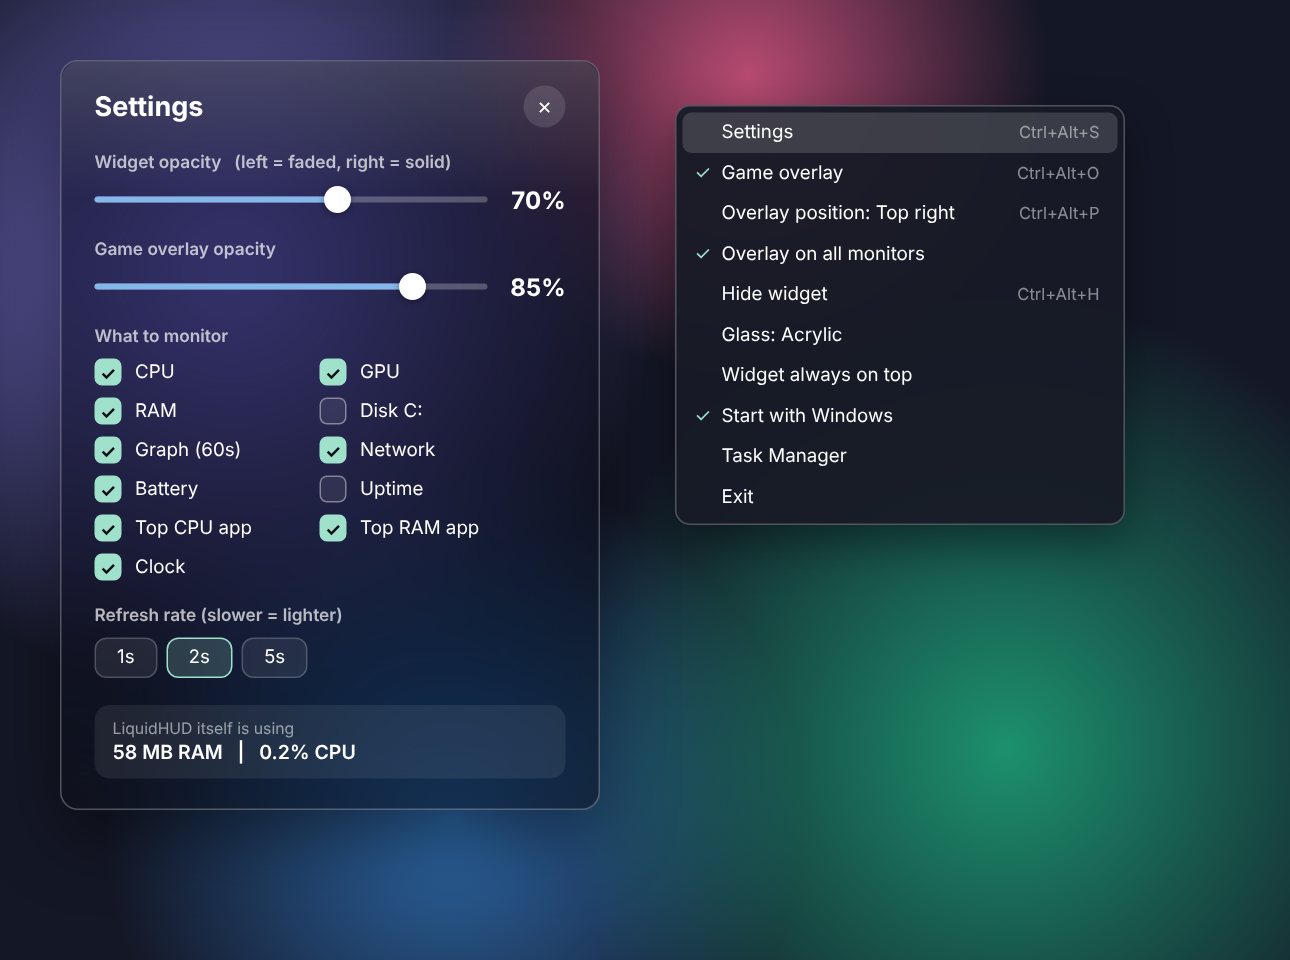 Settings
✕
Widget opacity (left = faded, right = solid)
70%
Game overlay opacity
85%
What to monitor
CPU
GPU
RAM
Disk C:
Graph (60s)
Network
Battery
Uptime
Top CPU app
Top RAM app
Clock
Refresh rate (slower = lighter)
1s 2s 5s
LiquidHUD itself is using
58 MB RAM | 0.2% CPU
Settings Ctrl+Alt+S
Game overlay Ctrl+Alt+O
Overlay position: Top right Ctrl+Alt+P
Overlay on all monitors
Hide widget Ctrl+Alt+H
Glass: Acrylic
Widget always on top
Start with Windows
Task Manager
Exit